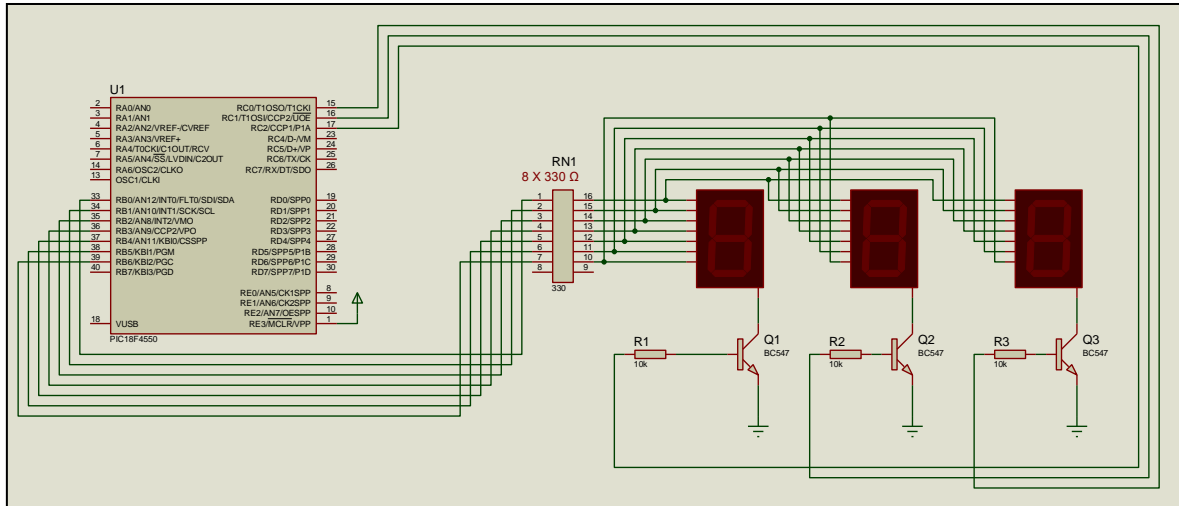 U1
2 RA0/AN0 RC0/T1OSO/T1CKI 15
3 RA1/AN1 RC1/T1OSI/CCP2/UOE 16
4 RA2/AN2/VREF-/CVREF RC2/CCP1/P1A 17
5 RA3/AN3/VREF+ RC4/D-/VM 23
6 RA4/T0CKI/C1OUT/RCV RC5/D+/VP 24
7 RA5/AN4/SS/LVDIN/C2OUT RC6/TX/CK 25
14 RA6/OSC2/CLKO RC7/RX/DT/SDO 26
13 OSC1/CLKI
33 RB0/AN12/INT0/FLT0/SDI/SDA RD0/SPP0 19
34 RB1/AN10/INT1/SCK/SCL RD1/SPP1 20
35 RB2/AN8/INT2/VMO RD2/SPP2 21
36 RB3/AN9/CCP2/VPO RD3/SPP3 22
37 RB4/AN11/KBI0/CSSPP RD4/SPP4 27
38 RB5/KBI1/PGM RD5/SPP5/P1B 28
39 RB6/KBI2/PGC RD6/SPP6/P1C 29
40 RB7/KBI3/PGD RD7/SPP7/P1D 30
RE0/AN5/CK1SPP 8
RE1/AN6/CK2SPP 9
RE2/AN7/OESPP 10
18 VUSB RE3/MCLR/VPP 1
PIC18F4550
RN1
8 X 330 Ω
1 16
2 15
3 14
4 13
5 12
6 11
7 10
8 9
330
R1
10k
Q1
BC547
R2
10k
Q2
BC547
R3
10k
Q3
BC547